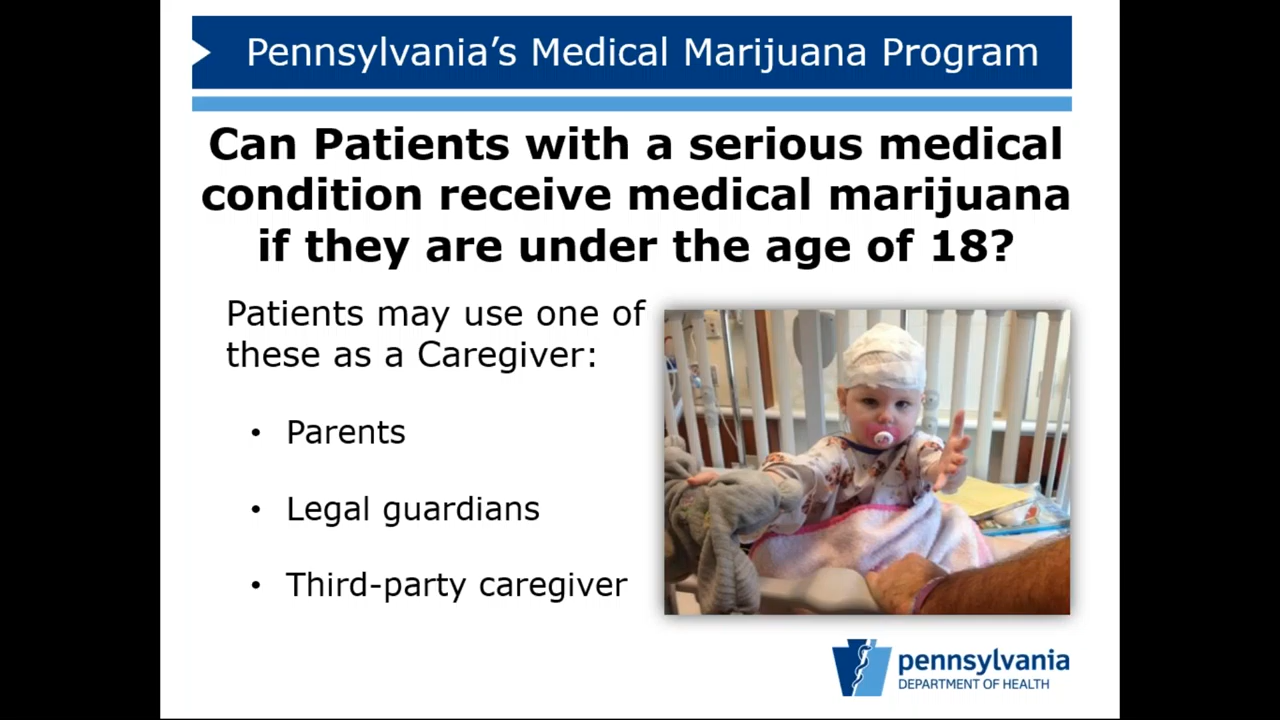 Pennsylvania’s Medical Marijuana Program
Can Patients with a serious medical
condition receive medical marijuana
if they are under the age of 18?
Patients may use one of
these as a Caregiver:
• Parents
• Legal guardians
• Third-party caregiver
pennsylvania
DEPARTMENT OF HEALTH